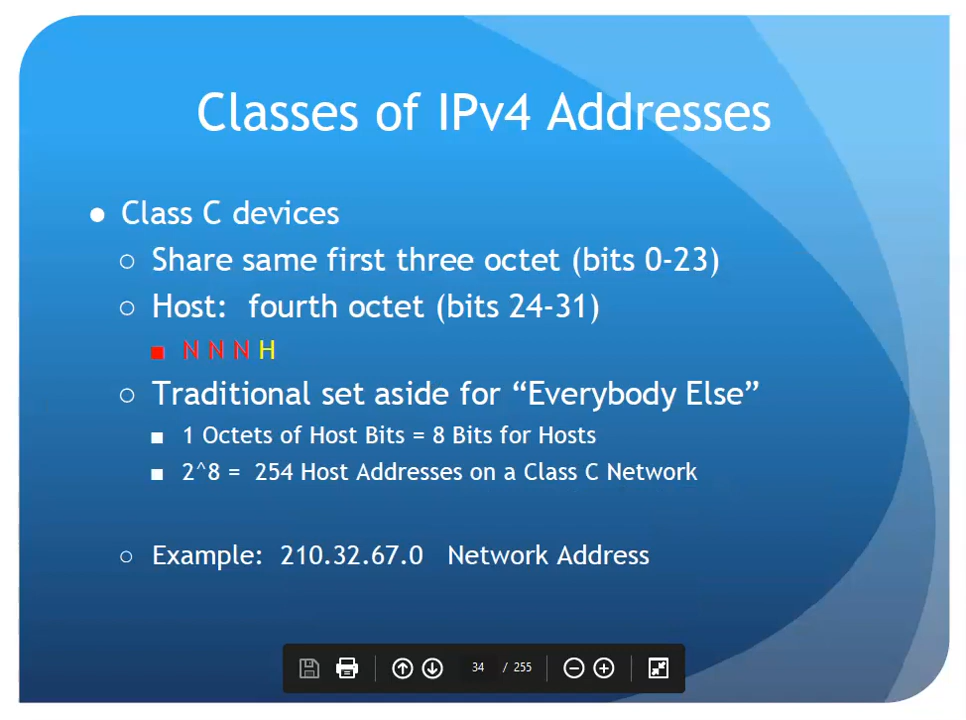 Classes of IPv4 Addresses
● Class C devices
○ Share same first three octet (bits 0-23)
○ Host: fourth octet (bits 24-31)
■ N N N H
○ Traditional set aside for “Everybody Else”
■ 1 Octets of Host Bits = 8 Bits for Hosts
■ 2^8 = 254 Host Addresses on a Class C Network
○ Example: 210.32.67.0 Network Address
34 / 255